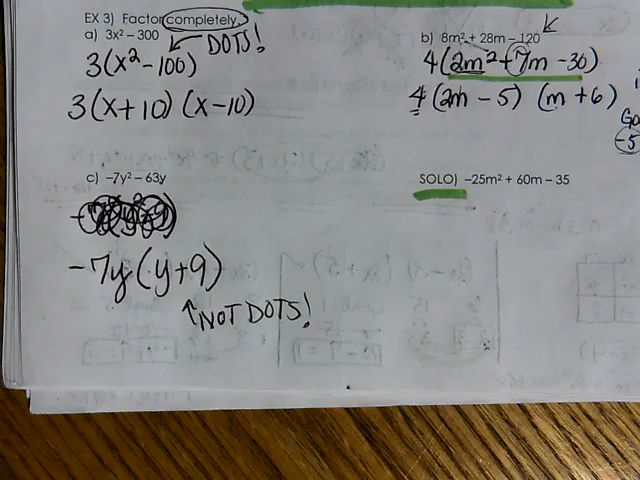 EX 3) Factor completely.
a) 3x² – 300
DOTS!
3(x² – 100)
3(x+10) (x–10)
b) 8m² + 28m – 120
4(2m² + 7m – 30)
4(2m – 5) (m + 6)
–5
c) –7y² – 63y
–7y(y+9)
↑NOT DOTS!
SOLO) –25m² + 60m – 35